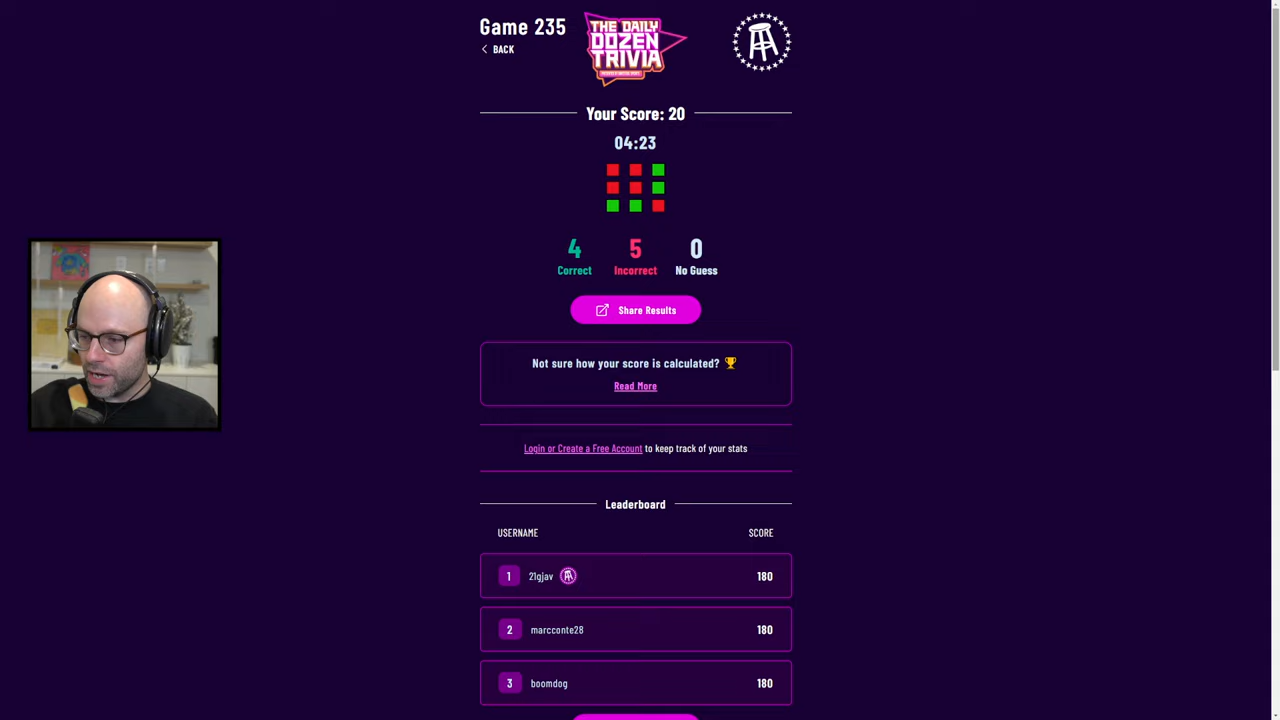 Game 235
BACK
THE DAILY
DOZEN
TRIVIA
Your Score: 20
04:23
4
Correct
5
Incorrect
0
No Guess
Share Results
Not sure how your score is calculated? 🏆
Read More
Login or Create a Free Account to keep track of your stats
Leaderboard
USERNAME SCORE
1 21gjav 180
2 marcconte28 180
3 boomdog 180